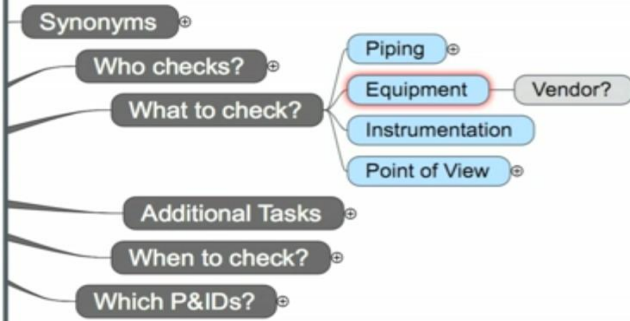 Synonyms
Who checks?
What to check?
Piping
Equipment
Vendor?
Instrumentation
Point of View
Additional Tasks
When to check?
Which P&IDs?